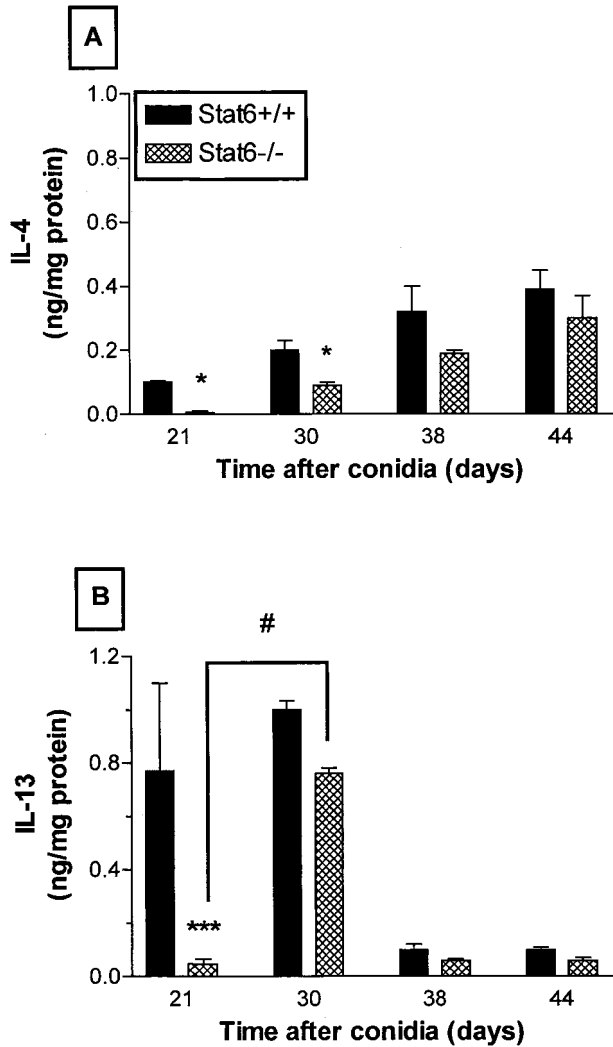 A
Stat6+/+
Stat6-/-
IL-4
(ng/mg protein)
1.0
0.8
0.6
0.4
0.2
0.0
*
*
21 30 38 44
Time after conidia (days)
B
#
IL-13
(ng/mg protein)
1.2
0.8
0.4
0.0
***
21 30 38 44
Time after conidia (days)